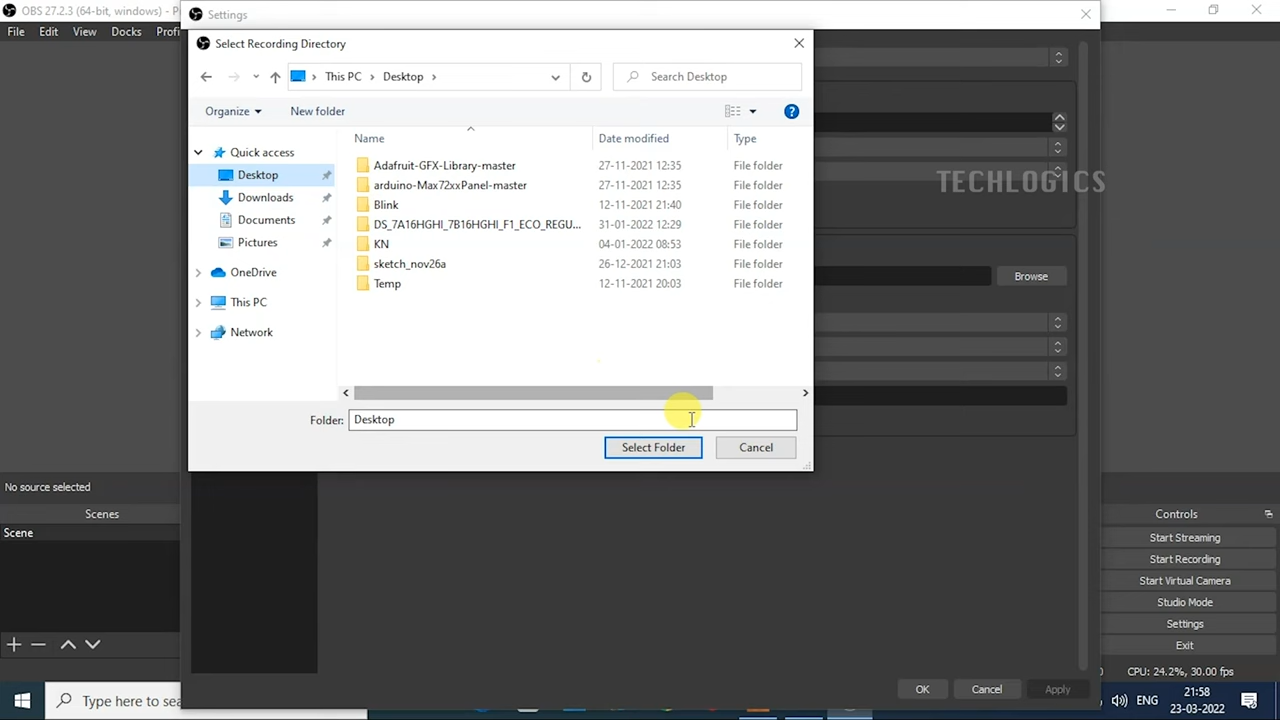 OBS 27.2.3 (64-bit, windows) - P
Settings
File Edit View Docks Profi
Select Recording Directory
This PC > Desktop >
Search Desktop
Organize
New folder
Name Date modified Type
Quick access
Desktop
Downloads
Documents
Pictures
OneDrive
This PC
Network
Adafruit-GFX-Library-master 27-11-2021 12:35 File folder
arduino-Max72xxPanel-master 27-11-2021 12:35 File folder
Blink 12-11-2021 21:40 File folder
DS_7A16HGHI_7B16HGHI_F1_ECO_REGU... 31-01-2022 12:29 File folder
KN 04-01-2022 08:53 File folder
sketch_nov26a 26-12-2021 21:03 File folder
Temp 12-11-2021 20:03 File folder
TECHLOGICS
Browse
Folder: Desktop
Select Folder
Cancel
No source selected
Scenes
Scene
Controls
Start Streaming
Start Recording
Start Virtual Camera
Studio Mode
Settings
Exit
OK
Cancel
Apply
0 CPU: 24.2%, 30.00 fps
Type here to sea
ENG
21:58
23-03-2022